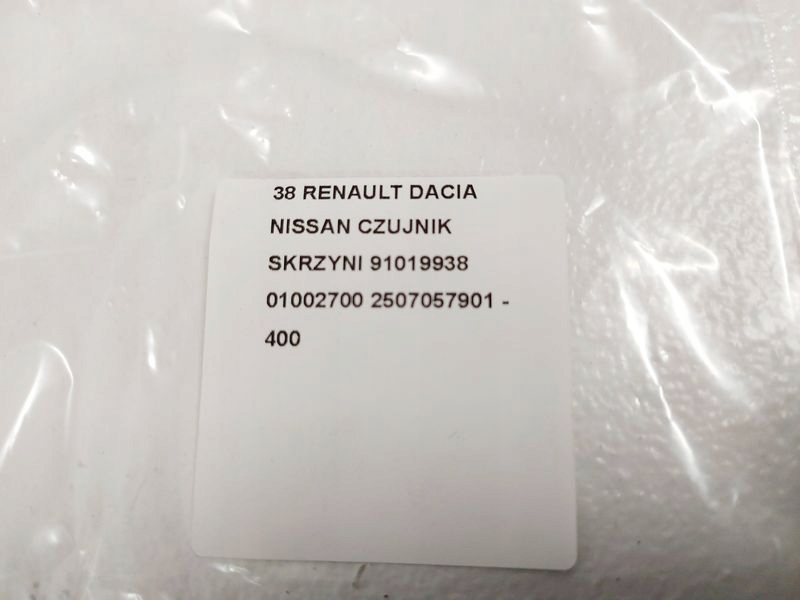 38 RENAULT DACIA
NISSAN CZUJNIK
SKRZYNI 91019938
01002700 2507057901 -
400